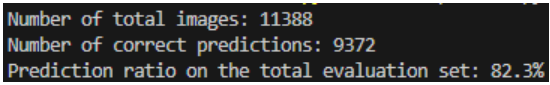 Number of total images: 11388
Number of correct predictions: 9372
Prediction ratio on the total evaluation set: 82.3%